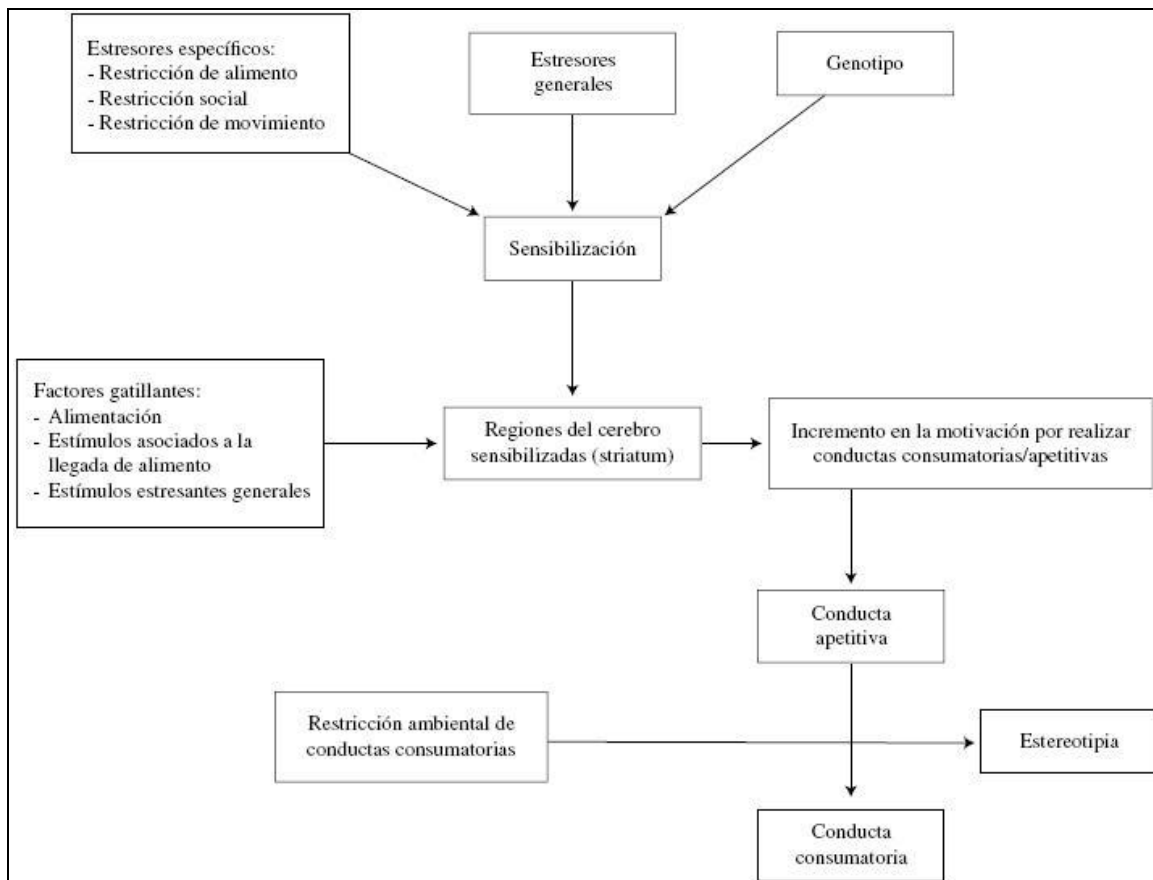 Estresores específicos:
- Restricción de alimento
- Restricción social
- Restricción de movimiento
Estresores
generales
Genotipo
Sensibilización
Factores gatillantes:
- Alimentación
- Estímulos asociados a la
llegada de alimento
- Estímulos estresantes generales
Regiones del cerebro
sensibilizadas (striatum)
Incremento en la motivación por realizar
conductas consumatorias/apetitivas
Conducta
apetitiva
Restricción ambiental de
conductas consumatorias
Estereotipia
Conducta
consumatoria